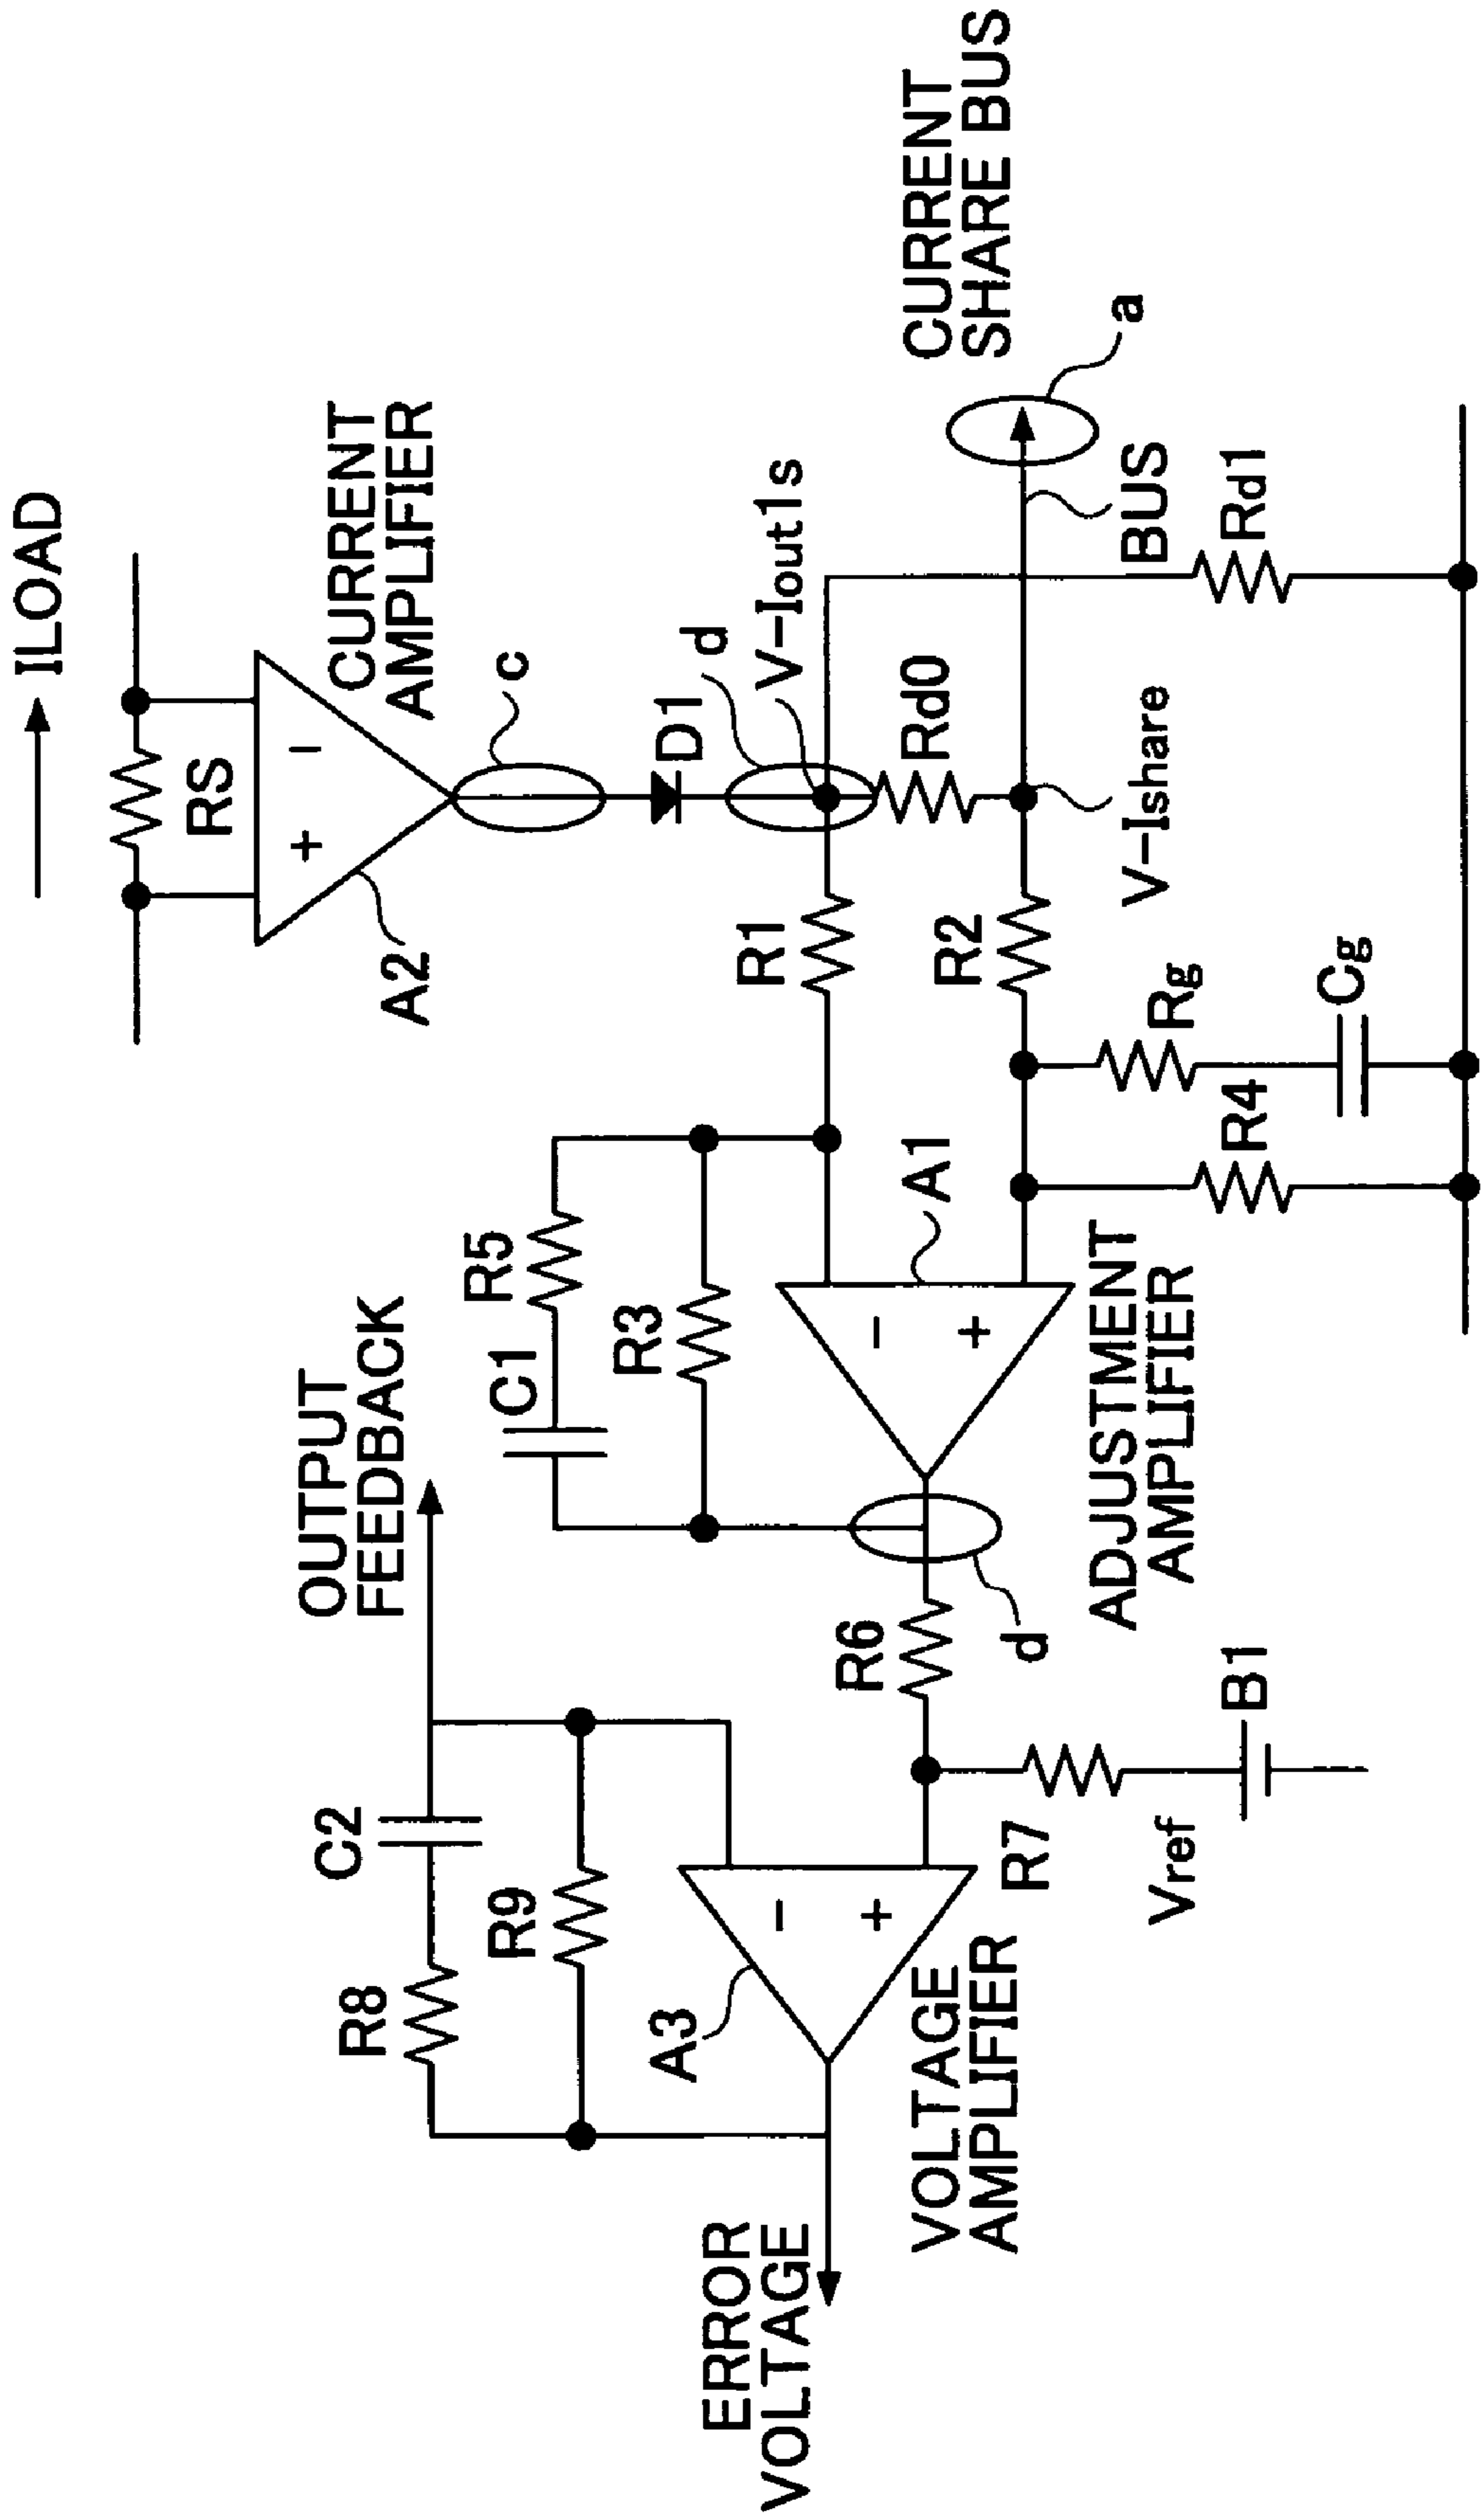 ILOAD
RS
−
+
CURRENT
AMPLIFIER
A2
c
D1
d
V-Iout1s
CURRENT
SHARE BUS
a
BUS
Rd0
Rd1
V-Ishare
R1
R2
Rg
Cg
R4
R5
C1
R3
A1
−
+
ADJUSTMENT
AMPLIFIER
d
OUTPUT
FEEDBACK
R6
R7
B1
Vref
C2
R8
R9
A3
−
+
VOLTAGE
AMPLIFIER
ERROR
VOLTAGE